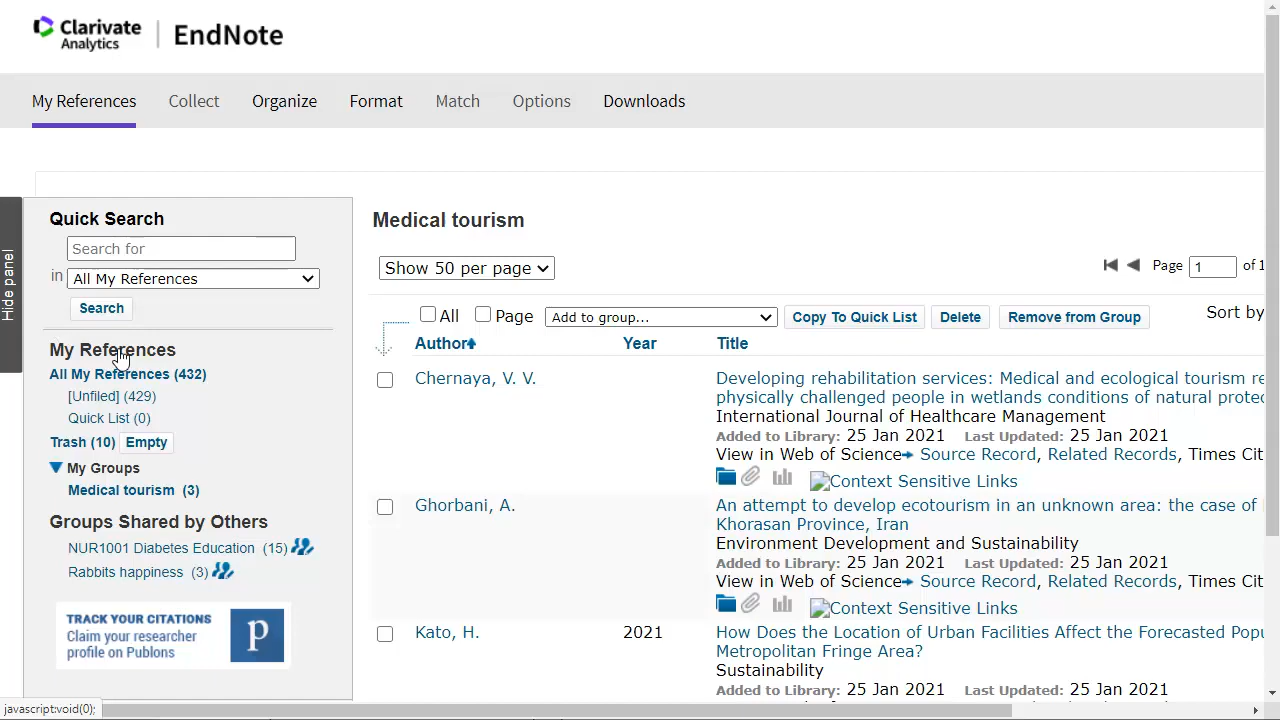 Clarivate
Analytics
EndNote
My References
Collect
Organize
Format
Match
Options
Downloads
Hide panel
Quick Search
Search for
in
All My References
Search
My References
All My References (432)
[Unfiled] (429)
Quick List (0)
Trash (10) Empty
My Groups
Medical tourism (3)
Groups Shared by Others
NUR1001 Diabetes Education (15)
Rabbits happiness (3)
TRACK YOUR CITATIONS
Claim your researcher
profile on Publons
p
Medical tourism
Show 50 per page
Page 1 of 1
All Page Add to group... Copy To Quick List Delete Remove from Group Sort by
Author Year Title
Chernaya, V. V.
Developing rehabilitation services: Medical and ecological tourism re
physically challenged people in wetlands conditions of natural protec
International Journal of Healthcare Management
Added to Library: 25 Jan 2021 Last Updated: 25 Jan 2021
View in Web of Science Source Record, Related Records, Times Cit
Context Sensitive Links
Ghorbani, A.
An attempt to develop ecotourism in an unknown area: the case of
Khorasan Province, Iran
Environment Development and Sustainability
Added to Library: 25 Jan 2021 Last Updated: 25 Jan 2021
View in Web of Science Source Record, Related Records, Times Cit
Context Sensitive Links
Kato, H. 2021
How Does the Location of Urban Facilities Affect the Forecasted Popu
Metropolitan Fringe Area?
Sustainability
Added to Library: 25 Jan 2021 Last Updated: 25 Jan 2021
javascript:void(0);